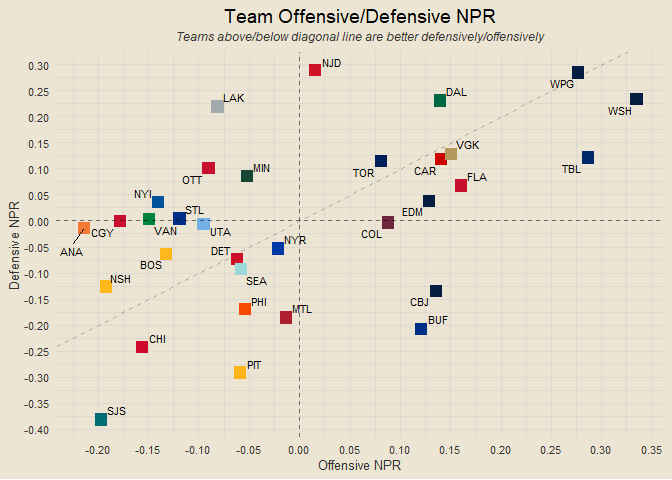 Team Offensive/Defensive NPR
Teams above/below diagonal line are better defensively/offensively
Defensive NPR
0.30
0.25
0.20
0.15
0.10
0.05
0.00
-0.05
-0.10
-0.15
-0.20
-0.25
-0.30
-0.35
-0.40
NJD
WPG
WSH
LAK
DAL
VGK
TOR
CAR
TBL
FLA
OTT
MIN
NYI
STL
EDM
ANA
CGY
VAN
UTA
COL
BOS
DET
NYR
SEA
NSH
CBJ
PHI
MTL
BUF
CHI
PIT
SJS
-0.20
-0.15
-0.10
-0.05
0.00
0.05
0.10
0.15
0.20
0.25
0.30
0.35
Offensive NPR